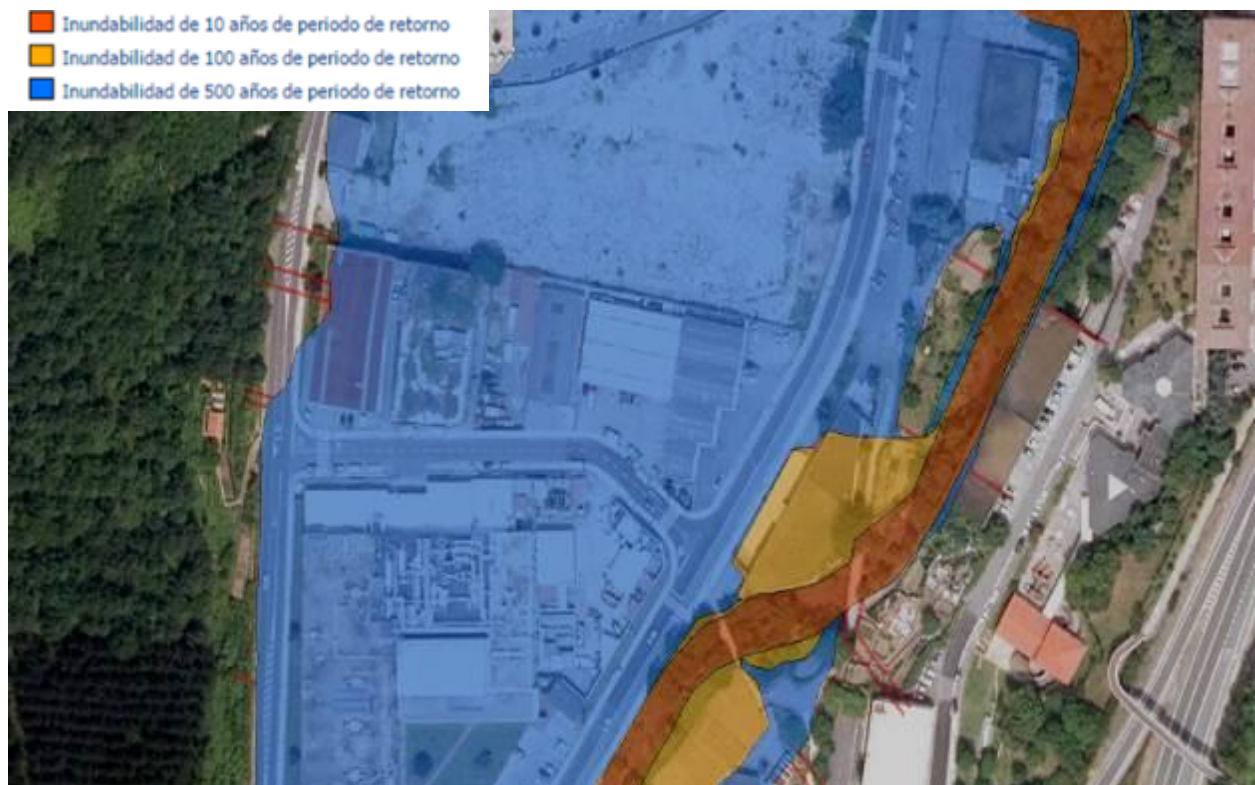 Inundabilidad de 10 años de periodo de retorno
Inundabilidad de 100 años de periodo de retorno
Inundabilidad de 500 años de periodo de retorno